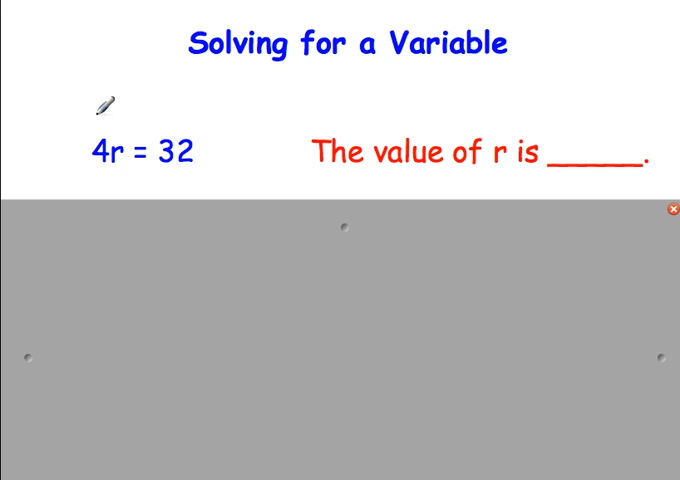 Solving for a Variable
4r = 32 The value of r is _____.